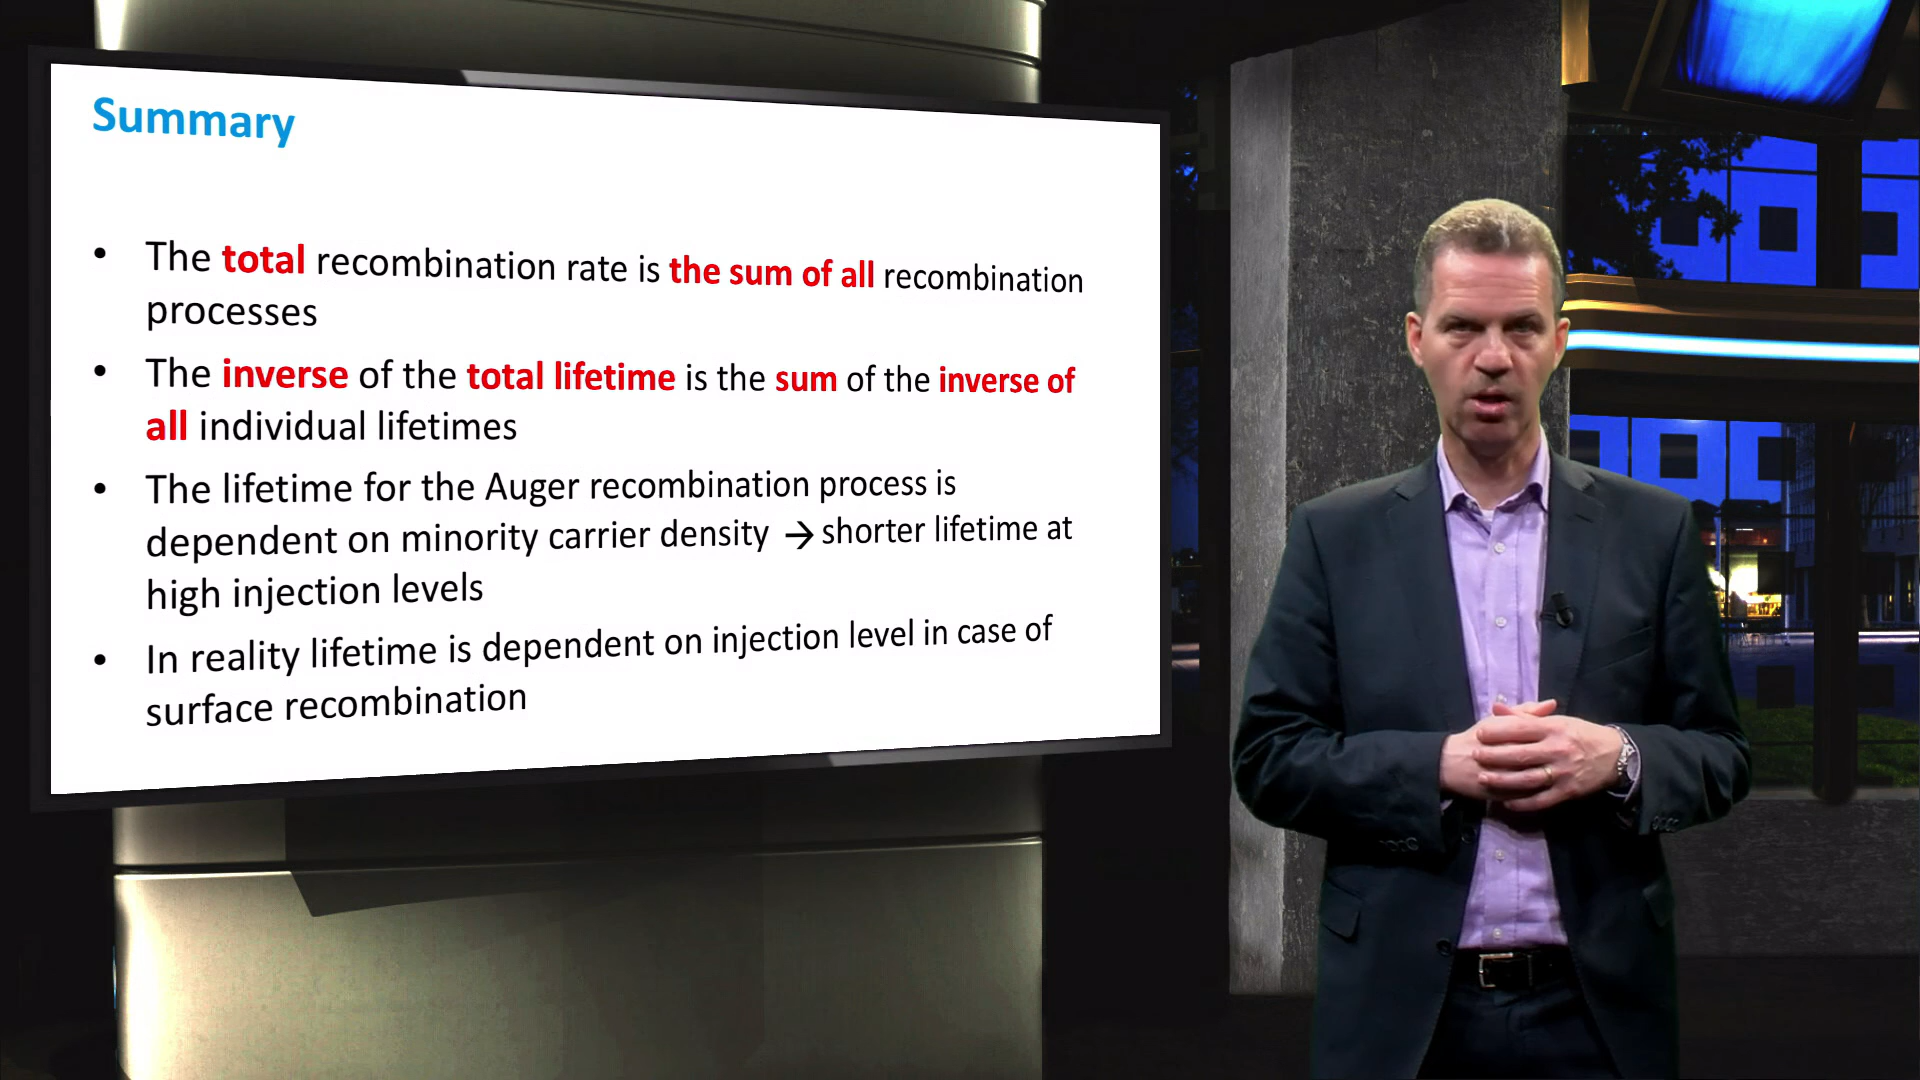 Summary
• The total recombination rate is the sum of all recombination
processes
• The inverse of the total lifetime is the sum of the inverse of
all individual lifetimes
• The lifetime for the Auger recombination process is
dependent on minority carrier density → shorter lifetime at
high injection levels
• In reality lifetime is dependent on injection level in case of
surface recombination